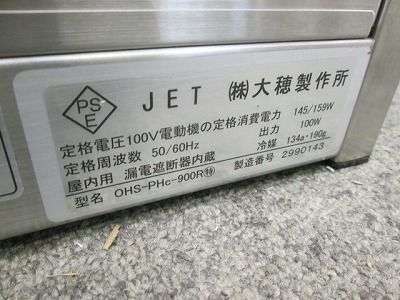 PS
E
JET ㈱大穂製作所
定格電圧100V電動機の定格消費電力 145/159W
定格周波数 50/60Hz 出力 100W
屋内用 漏電遮断器内蔵 冷媒 134a・190g
型名 OHS-PHc-900R㊕ 製造番号 2990143